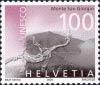 Monte San Giorgio
100
UNESCO
HELVETIA